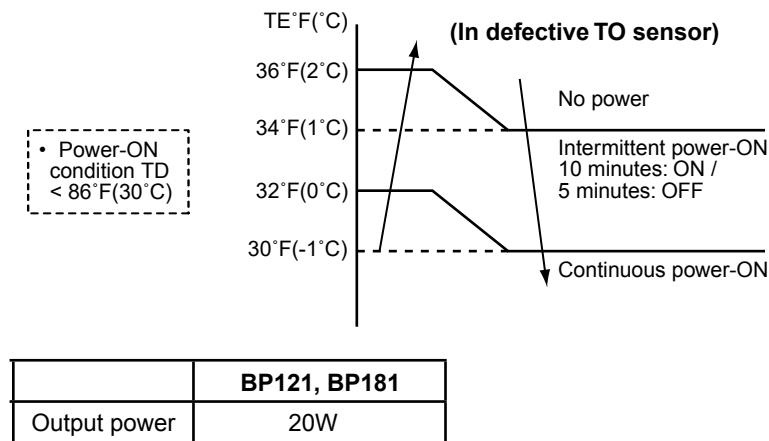 TE˚F(˚C)
(In defective TO sensor)
36˚F(2˚C)
No power
34˚F(1˚C)
• Power-ON
condition TD
< 86˚F(30˚C)
Intermittent power-ON
10 minutes: ON /
5 minutes: OFF
32˚F(0˚C)
30˚F(-1˚C)
Continuous power-ON
BP121, BP181
Output power 20W